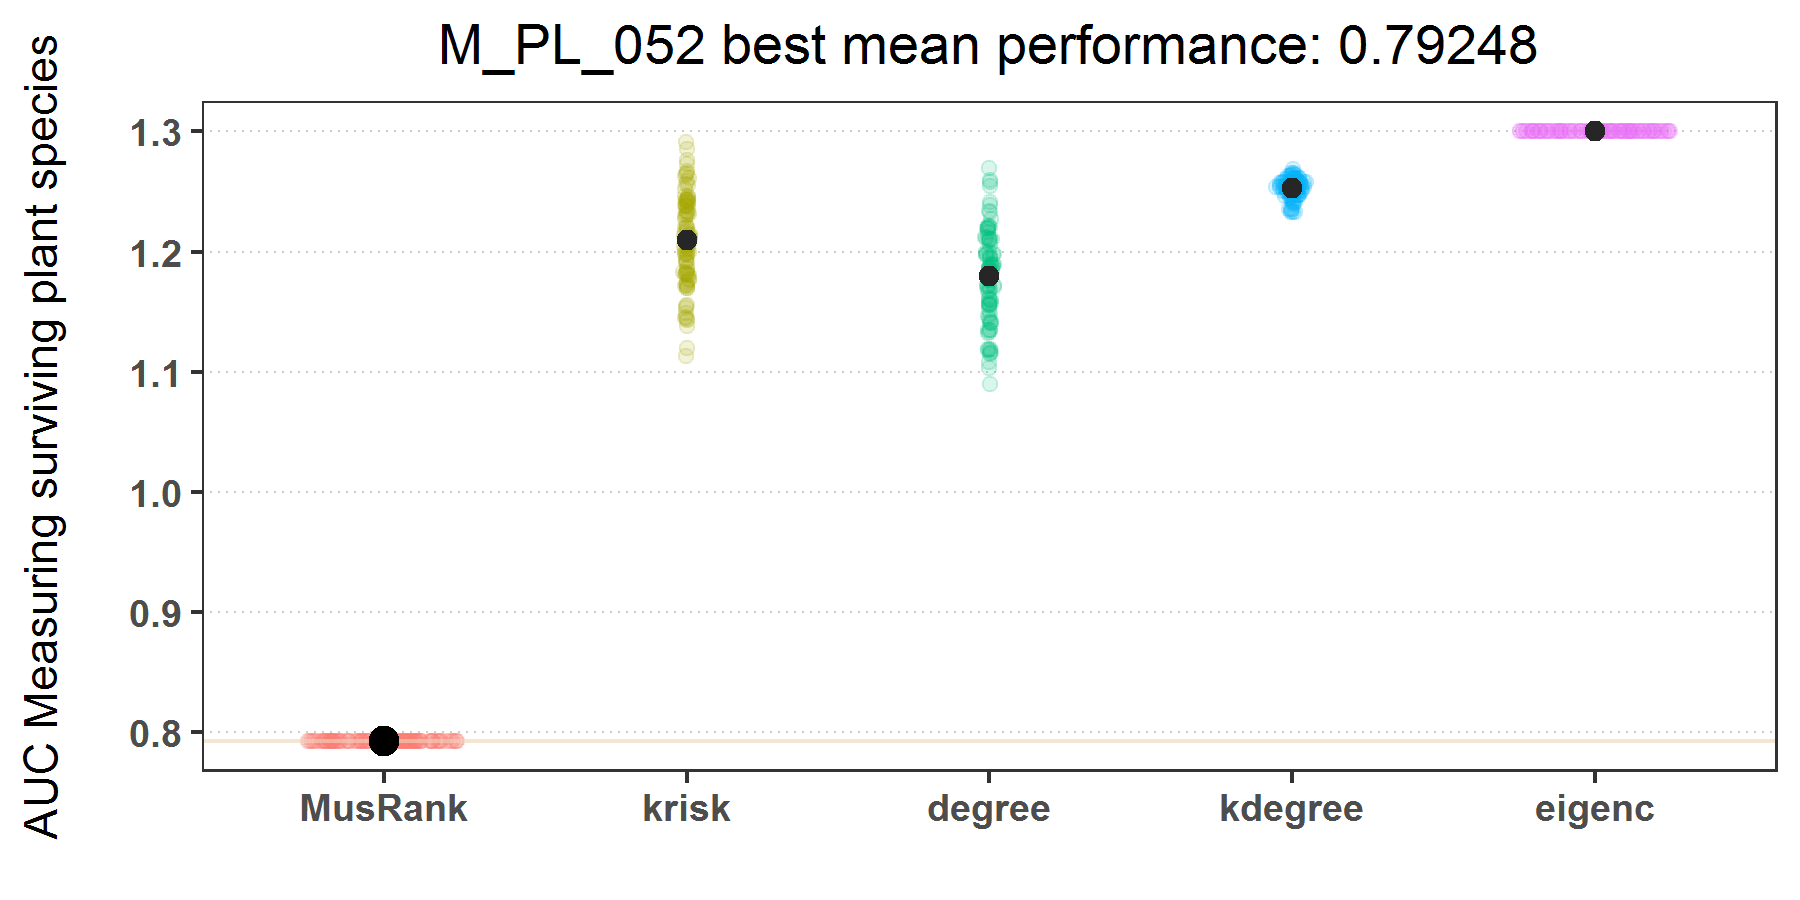 M_PL_052 best mean performance: 0.79248
AUC Measuring surviving plant species
1.3
1.2
1.1
1.0
0.9
0.8
MusRank krisk degree kdegree eigenc